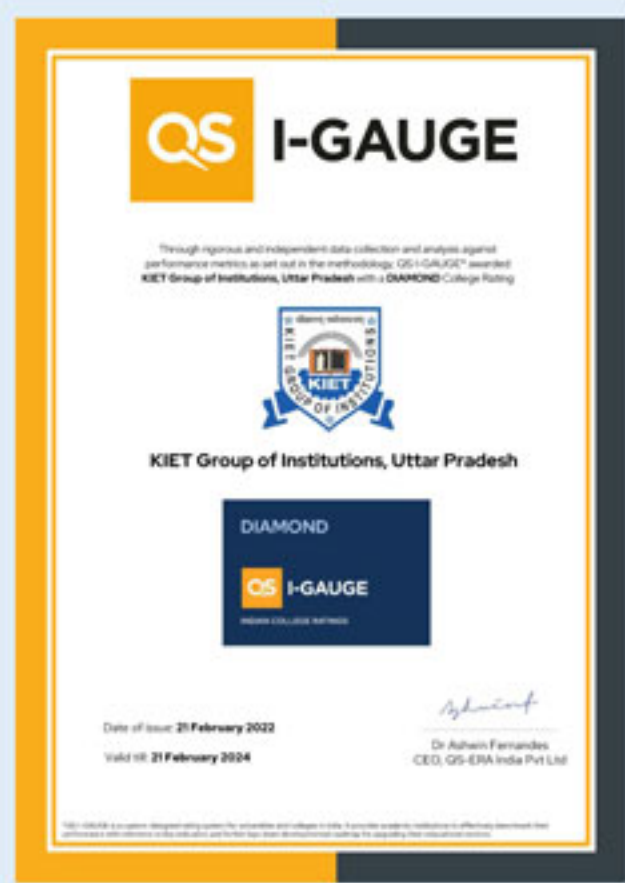 QS I-GAUGE
Through rigorous and independent data collection and analysis against
performance metrics as set out in the methodology, QS I-GAUGE® awarded
KIET Group of Institutions, Uttar Pradesh with a DIAMOND College Rating
KIET GROUP OF INSTITUTIONS
KIET
KIET Group of Institutions, Uttar Pradesh
DIAMOND
QS I-GAUGE
INDIAN COLLEGE RATINGS
Date of issue: 21 February 2022
Valid till: 21 February 2024
Dr Ashwin Fernandes
CEO, QS-ERA India Pvt Ltd